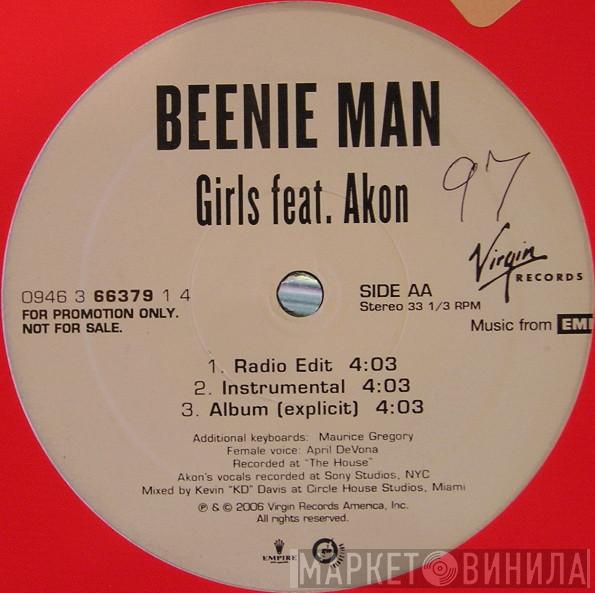 BEENIE MAN
Girls feat. Akon
97
Virgin
RECORDS
0946 3 66379 1 4
FOR PROMOTION ONLY.
NOT FOR SALE.
SIDE AA
Stereo 33 1/3 RPM
Music from EMI
1. Radio Edit 4:03
2. Instrumental 4:03
3. Album (explicit) 4:03
Additional keyboards: Maurice Gregory
Female voice: April DeVona
Recorded at "The House"
Akon's vocals recorded at Sony Studios, NYC
Mixed by Kevin "KD" Davis at Circle House Studios, Miami
℗ & © 2006 Virgin Records America, Inc.
All rights reserved.
EMPIRE
МАРКЕТ ВИНИЛА